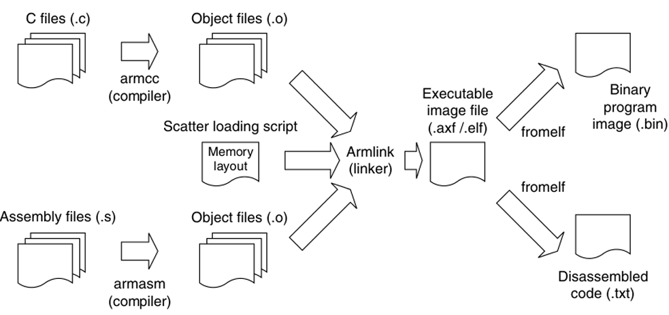 C files (.c)
armcc
(compiler)
Object files (.o)
Scatter loading script
Memory
layout
Assembly files (.s)
armasm
(compiler)
Object files (.o)
Armlink
(linker)
Executable
image file
(.axf /.elf)
fromelf
Binary
program
image (.bin)
fromelf
Disassembled
code (.txt)